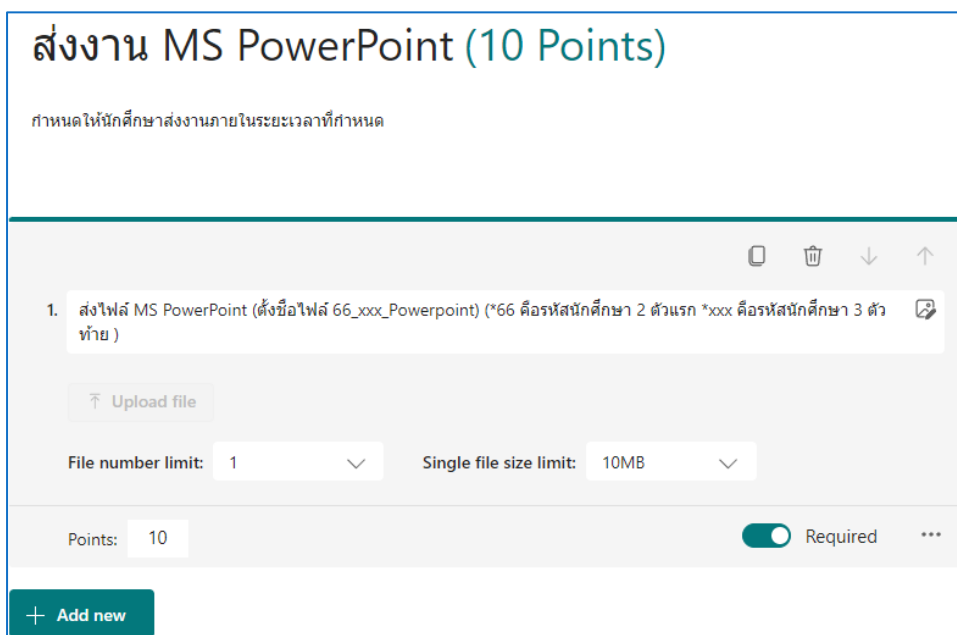 ส่งงาน MS PowerPoint (10 Points)
กำหนดให้นักศึกษาส่งงานภายในระยะเวลาที่กำหนด
1. ส่งไฟล์ MS PowerPoint (ตั้งชื่อไฟล์ 66_xxx_Powerpoint) (*66 คือรหัสนักศึกษา 2 ตัวแรก *xxx คือรหัสนักศึกษา 3 ตัว
ท้าย )
Upload file
File number limit: 1 Single file size limit: 10MB
Points: 10 Required
Add new